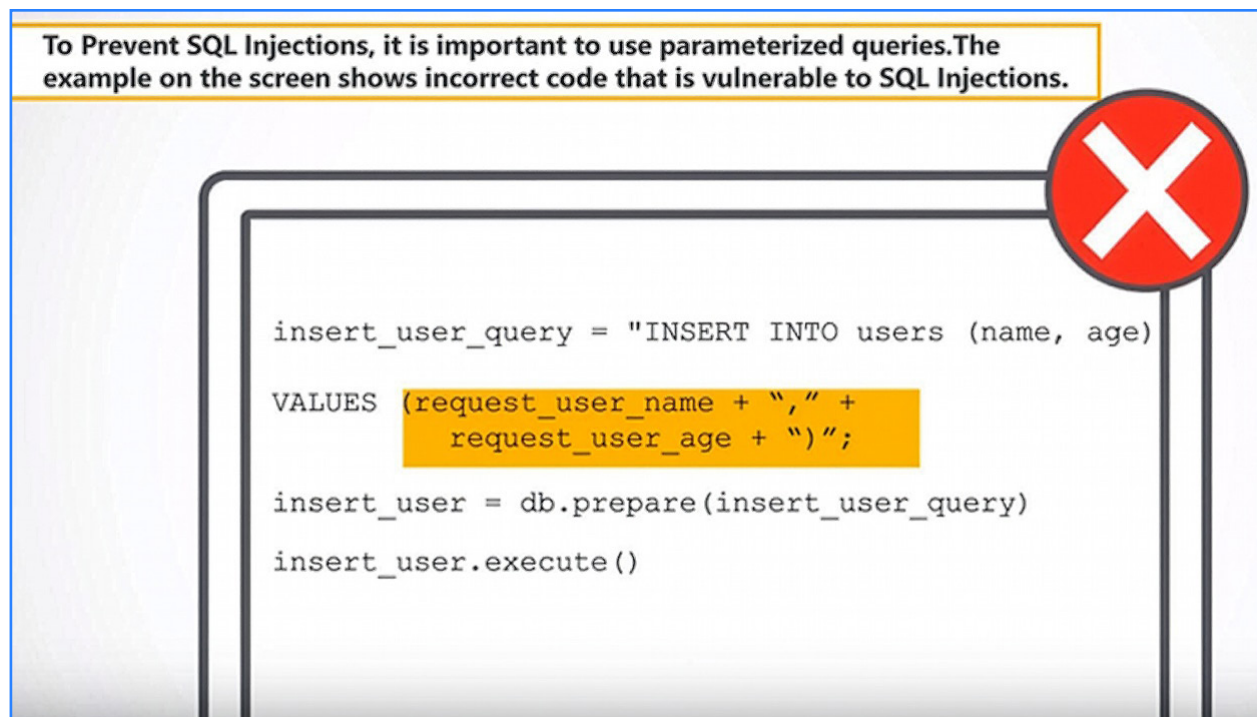 To Prevent SQL Injections, it is important to use parameterized queries.The
example on the screen shows incorrect code that is vulnerable to SQL Injections.
insert_user_query = "INSERT INTO users (name, age)
VALUES (request_user_name + “,” +
request_user_age + “)”;
insert_user = db.prepare(insert_user_query)
insert_user.execute()